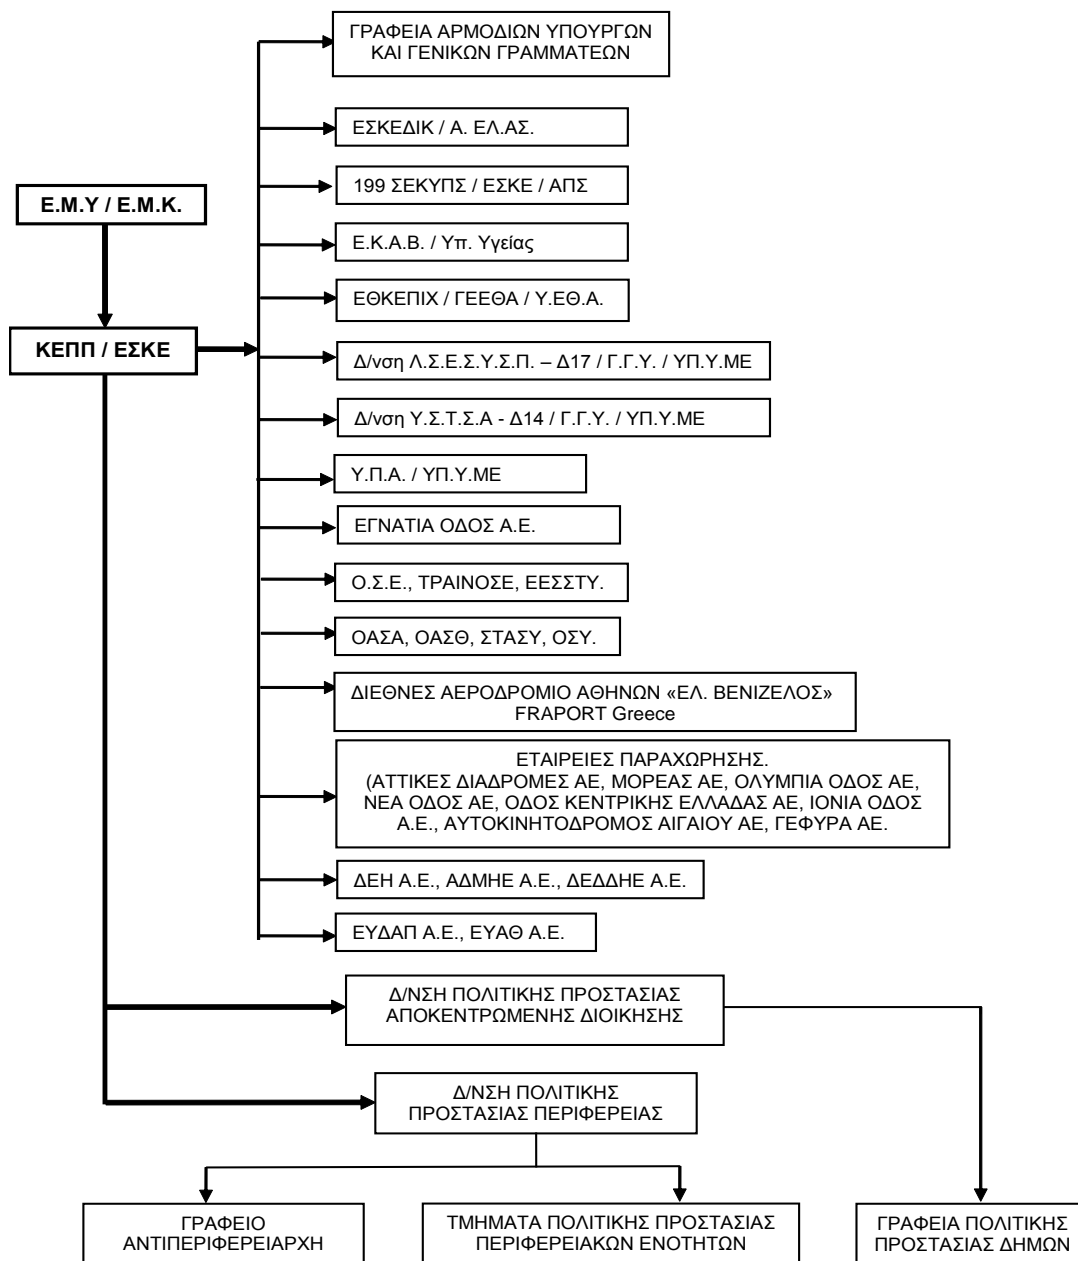 ΓΡΑΦΕΙΑ ΑΡΜΟΔΙΩΝ ΥΠΟΥΡΓΩΝ
ΚΑΙ ΓΕΝΙΚΩΝ ΓΡΑΜΜΑΤΕΩΝ
ΕΣΚΕΔΙΚ / Α. ΕΛ.ΑΣ.
199 ΣΕΚΥΠΣ / ΕΣΚΕ / ΑΠΣ
Ε.Μ.Υ / Ε.Μ.Κ.
Ε.Κ.Α.Β. / Υπ. Υγείας
ΕΘΚΕΠΙΧ / ΓΕΕΘΑ / Υ.ΕΘ.Α.
ΚΕΠΠ / ΕΣΚΕ
Δ/νση Λ.Σ.Ε.Σ.Υ.Σ.Π. – Δ17 / Γ.Γ.Υ. / ΥΠ.Υ.ΜΕ
Δ/νση Υ.Σ.Τ.Σ.Α - Δ14 / Γ.Γ.Υ. / ΥΠ.Υ.ΜΕ
Υ.Π.Α. / ΥΠ.Υ.ΜΕ
ΕΓΝΑΤΙΑ ΟΔΟΣ Α.Ε.
Ο.Σ.Ε., ΤΡΑΙΝΟΣΕ, ΕΕΣΣΤΥ.
ΟΑΣΑ, ΟΑΣΘ, ΣΤΑΣΥ, ΟΣΥ.
ΔΙΕΘΝΕΣ ΑΕΡΟΔΡΟΜΙΟ ΑΘΗΝΩΝ «ΕΛ. ΒΕΝΙΖΕΛΟΣ»
FRAPORT Greece
ΕΤΑΙΡΕΙΕΣ ΠΑΡΑΧΩΡΗΣΗΣ.
(ΑΤΤΙΚΕΣ ΔΙΑΔΡΟΜΕΣ ΑΕ, ΜΟΡΕΑΣ ΑΕ, ΟΛΥΜΠΙΑ ΟΔΟΣ ΑΕ,
ΝΕΑ ΟΔΟΣ ΑΕ, ΟΔΟΣ ΚΕΝΤΡΙΚΗΣ ΕΛΛΑΔΑΣ ΑΕ, ΙΟΝΙΑ ΟΔΟΣ
Α.Ε., ΑΥΤΟΚΙΝΗΤΟΔΡΟΜΟΣ ΑΙΓΑΙΟΥ ΑΕ, ΓΕΦΥΡΑ ΑΕ.
ΔΕΗ Α.Ε., ΑΔΜΗΕ Α.Ε., ΔΕΔΔΗΕ Α.Ε.
ΕΥΔΑΠ Α.Ε., ΕΥΑΘ Α.Ε.
Δ/ΝΣΗ ΠΟΛΙΤΙΚΗΣ ΠΡΟΣΤΑΣΙΑΣ
ΑΠΟΚΕΝΤΡΩΜΕΝΗΣ ΔΙΟΙΚΗΣΗΣ
Δ/ΝΣΗ ΠΟΛΙΤΙΚΗΣ
ΠΡΟΣΤΑΣΙΑΣ ΠΕΡΙΦΕΡΕΙΑΣ
ΓΡΑΦΕΙΟ
ΑΝΤΙΠΕΡΙΦΕΡΕΙΑΡΧΗ
ΤΜΗΜΑΤΑ ΠΟΛΙΤΙΚΗΣ ΠΡΟΣΤΑΣΙΑΣ
ΠΕΡΙΦΕΡΕΙΑΚΩΝ ΕΝΟΤΗΤΩΝ
ΓΡΑΦΕΙΑ ΠΟΛΙΤΙΚΗΣ
ΠΡΟΣΤΑΣΙΑΣ ΔΗΜΩΝ